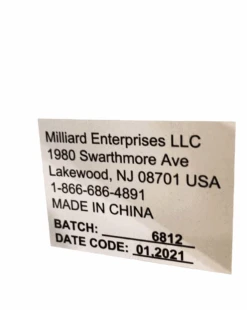 Milliard Enterprises LLC
1980 Swarthmore Ave
Lakewood, NJ 08701 USA
1-866-686-4891
MADE IN CHINA
BATCH: 6812
DATE CODE: 01.2021